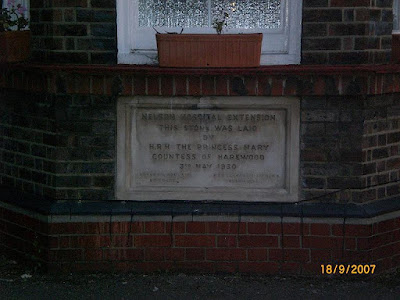 NELSON HOSPITAL EXTENSION
THIS STONE WAS LAID
BY
H.R.H. THE PRINCESS MARY
COUNTESS OF HAREWOOD
MAY 1930
18/9/2007